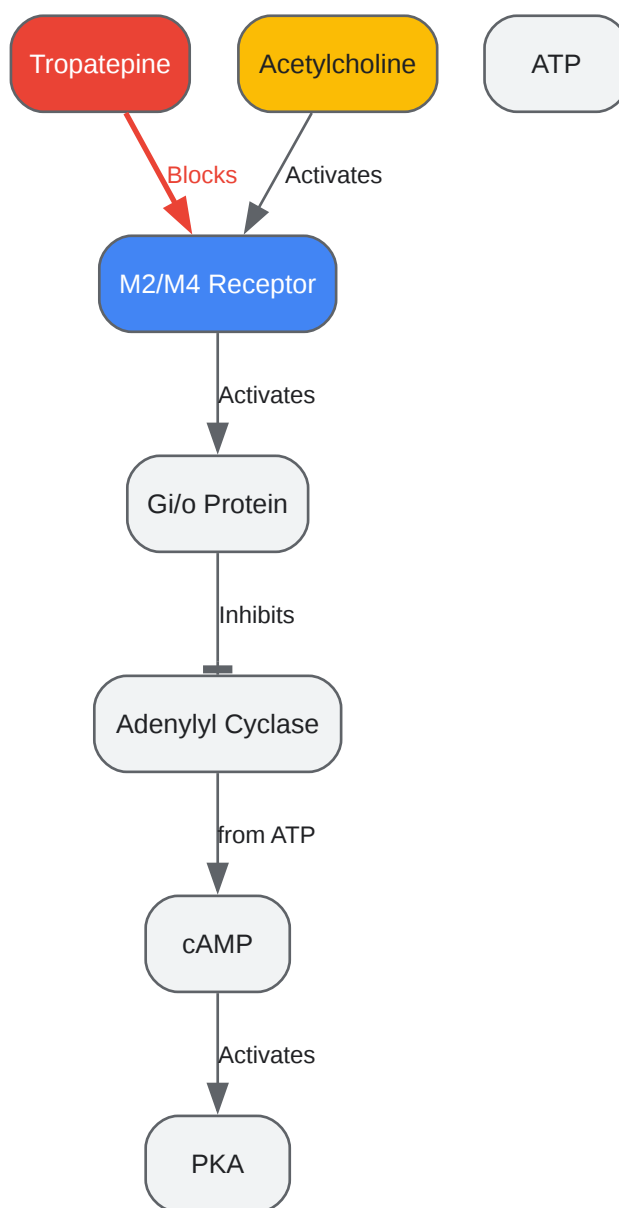 Tropatepine
Acetylcholine
ATP
Blocks
Activates
M2/M4 Receptor
Activates
Gi/o Protein
Inhibits
Adenylyl Cyclase
from ATP
cAMP
Activates
PKA